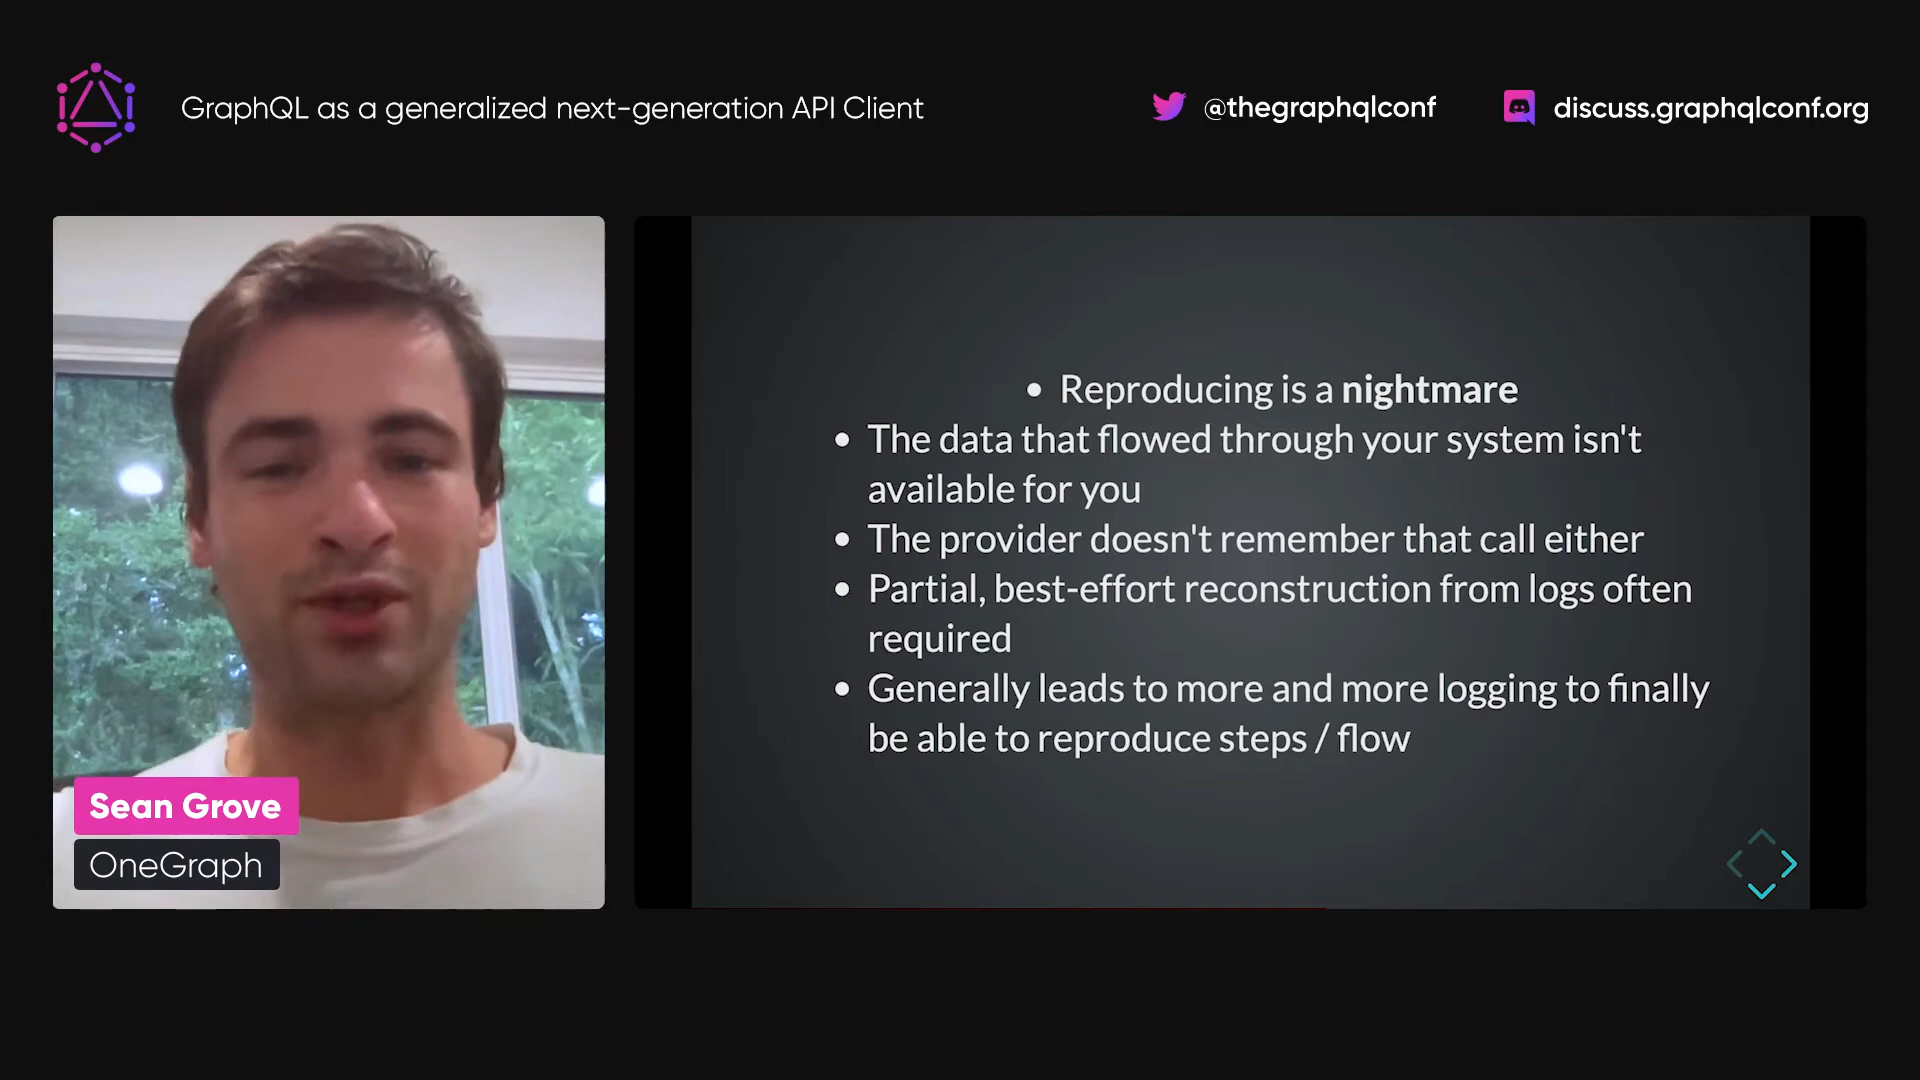 GraphQL as a generalized next-generation API Client
@thegraphqlconf
discuss.graphqlconf.org
Sean Grove
OneGraph
• Reproducing is a nightmare
• The data that flowed through your system isn't
available for you
• The provider doesn't remember that call either
• Partial, best-effort reconstruction from logs often
required
• Generally leads to more and more logging to finally
be able to reproduce steps / flow